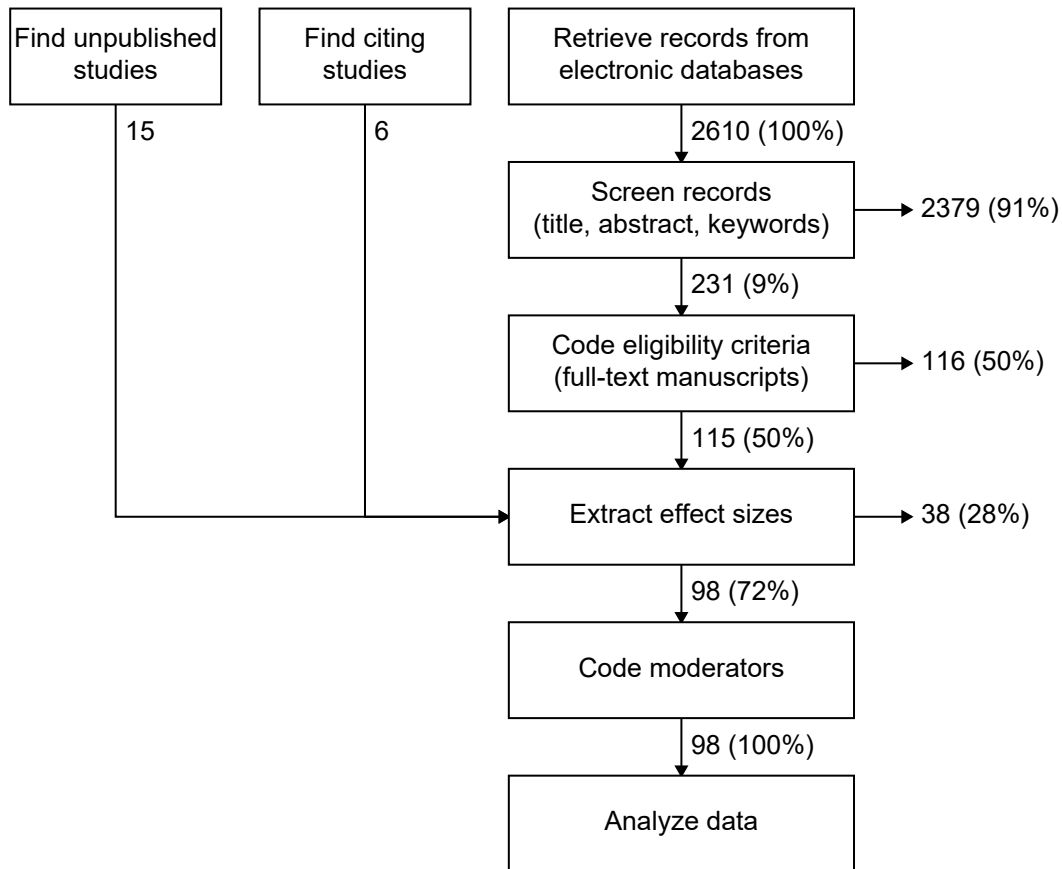 Find unpublished
studies
Find citing
studies
Retrieve records from
electronic databases
15
6
2610 (100%)
Screen records
(title, abstract, keywords)
2379 (91%)
231 (9%)
Code eligibility criteria
(full-text manuscripts)
116 (50%)
115 (50%)
Extract effect sizes
38 (28%)
98 (72%)
Code moderators
98 (100%)
Analyze data